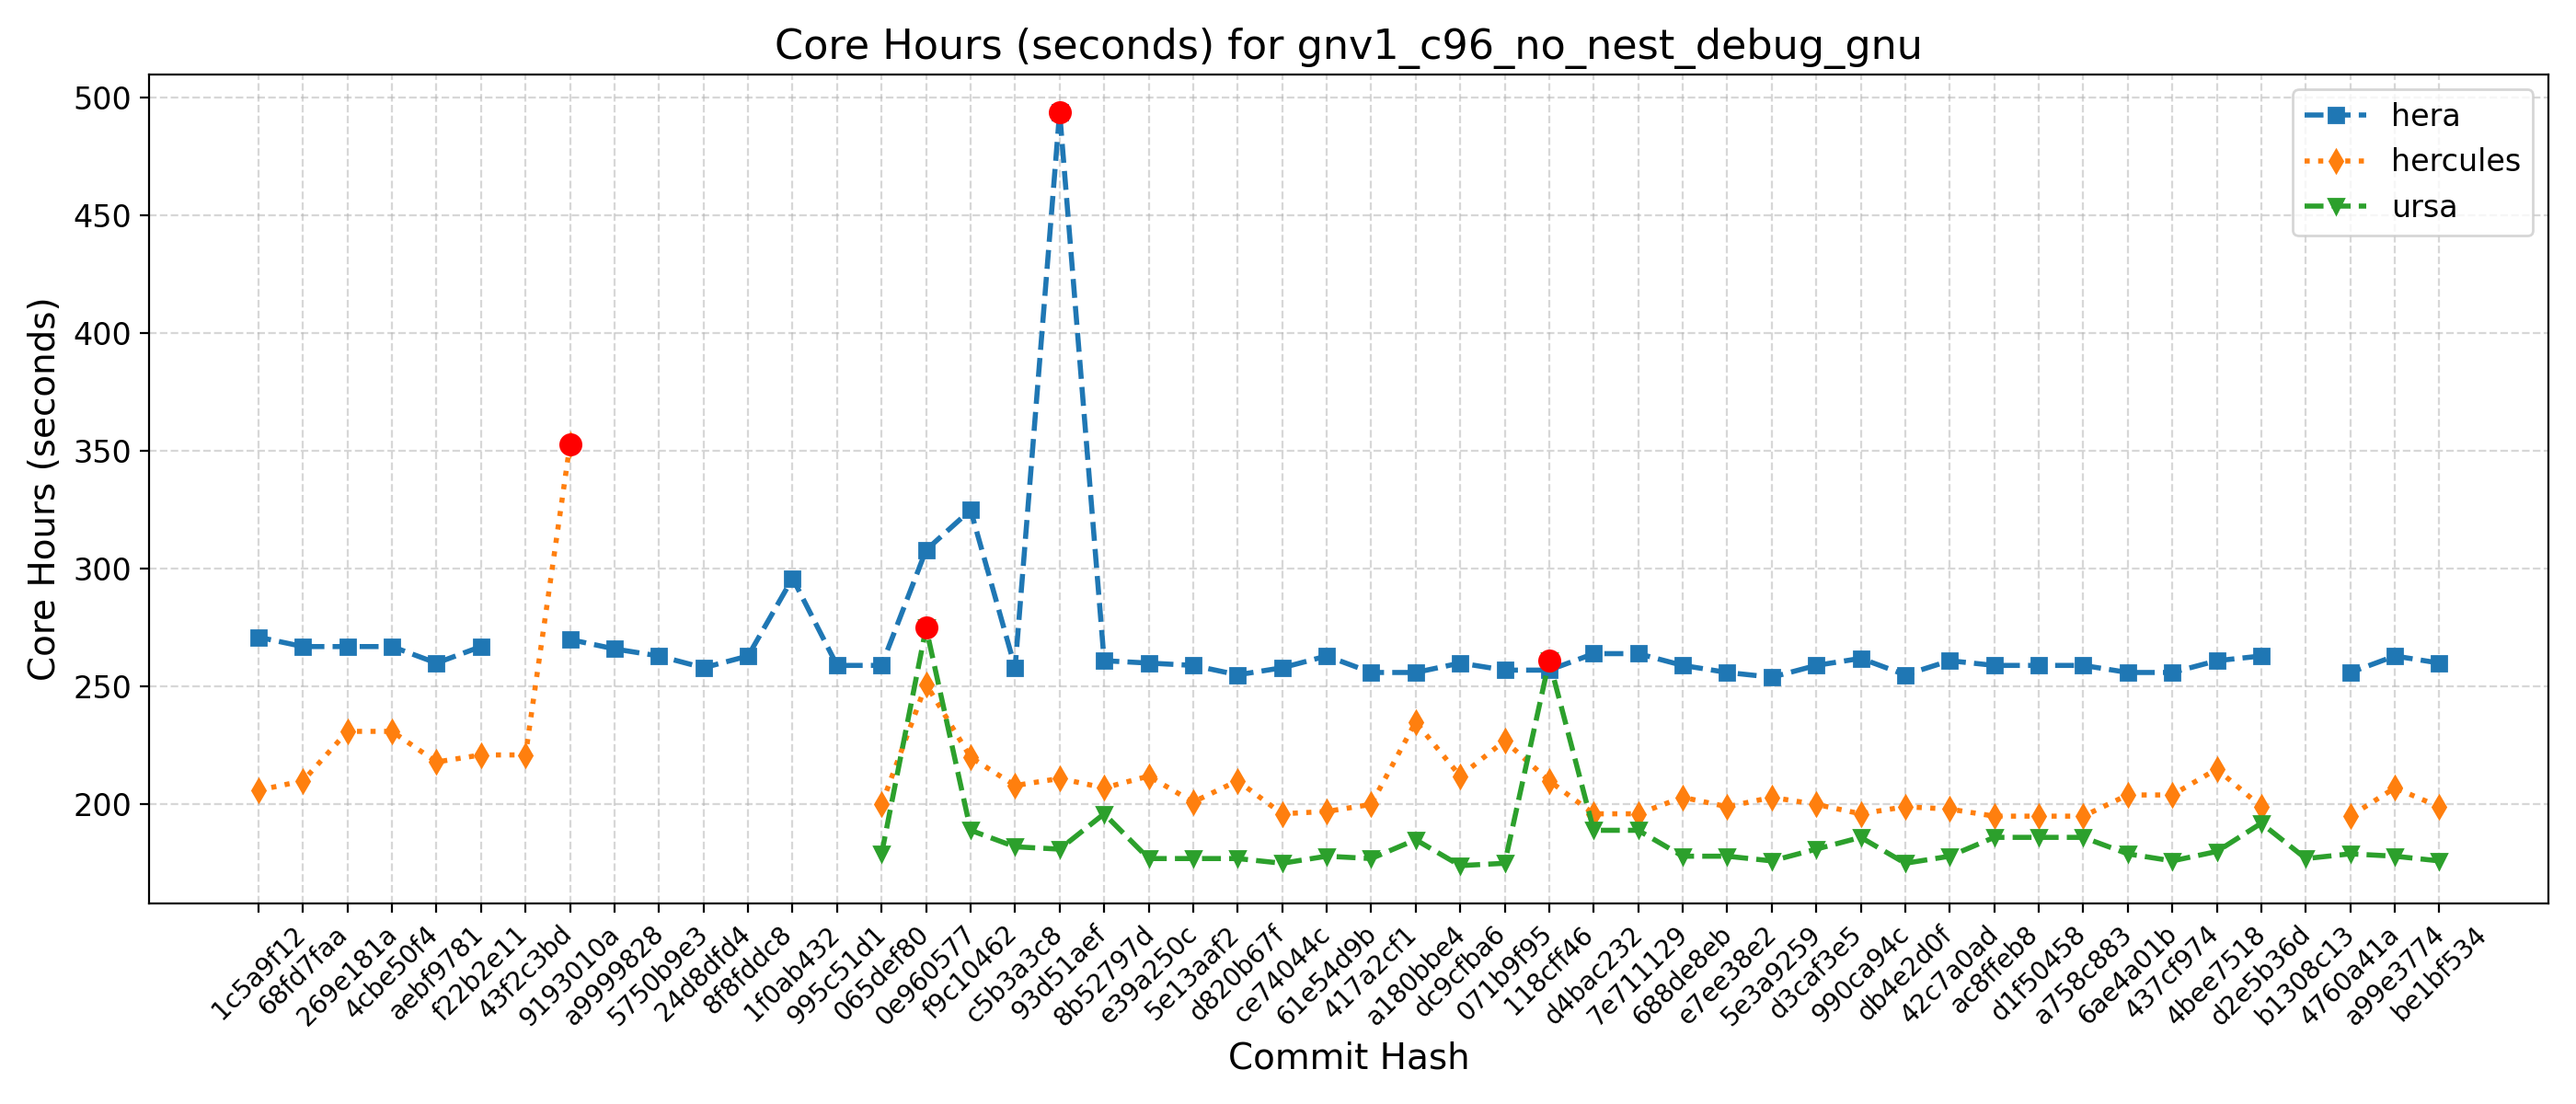 Core Hours (seconds) for gnv1_c96_no_nest_debug_gnu
Core Hours (seconds)
500
450
400
350
300
250
200
hera
hercules
ursa
1c5a9f12
68fd7faa
269e181a
4cbe50f4
aebf9781
f22b2e11
43f2c3bd
9193010a
a9999828
5750b9e3
24d8dfd4
8f8fddc8
1f0ab432
995c51d1
065def80
0e960577
f9c10462
c5b3a3c8
93d51aef
8b52797d
e39a250c
5e13aaf2
d820b67f
ce74044c
61e54d9b
417a2cf1
a180bbe4
dc9cfba6
071b9f95
118cff46
d4bac232
7e711129
688de8eb
e7ee38e2
5e3a9259
d3caf3e5
990ca94c
db4e2d0f
42c7a0ad
ac8ffeb8
d1f50458
a758c883
6ae4a01b
437cf974
4bee7518
d2e5b36d
b1308c13
4760a41a
a99e3774
be1bf534
Commit Hash